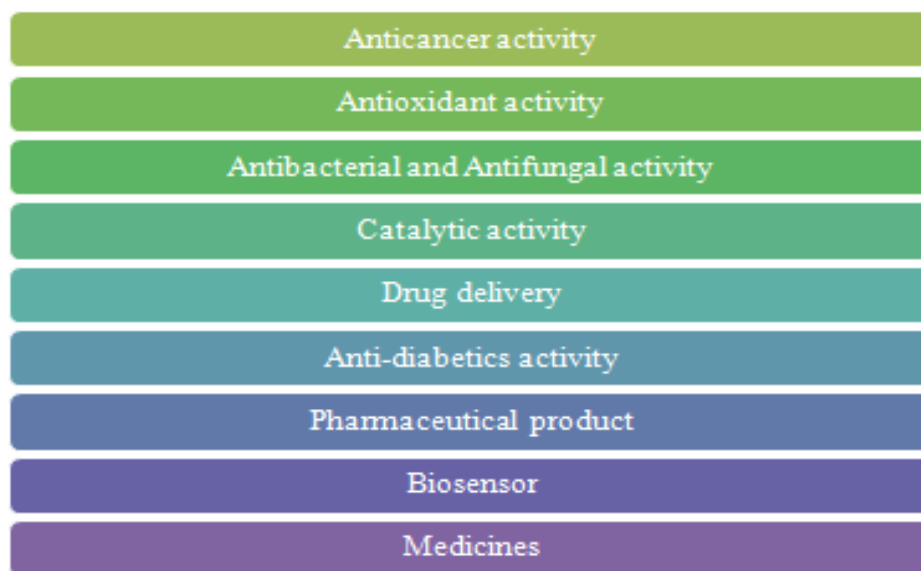 Anticancer activity
Antioxidant activity
Antibacterial and Antifungal activity
Catalytic activity
Drug delivery
Anti-diabetics activity
Pharmaceutical product
Biosensor
Medicines